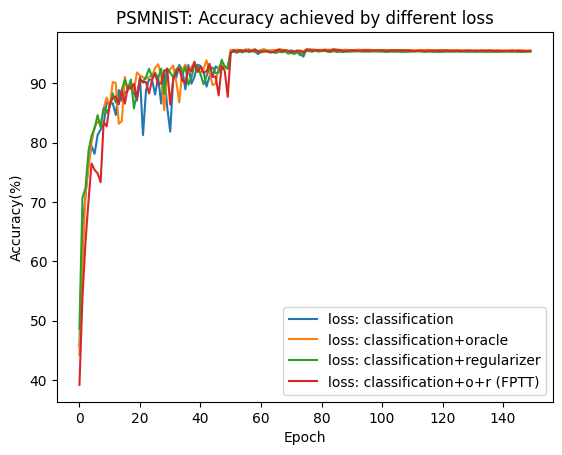 PSMNIST: Accuracy achieved by different loss
Accuracy(%)
90
80
70
60
50
40
0 20 40 60 80 100 120 140
Epoch
loss: classification
loss: classification+oracle
loss: classification+regularizer
loss: classification+o+r (FPTT)